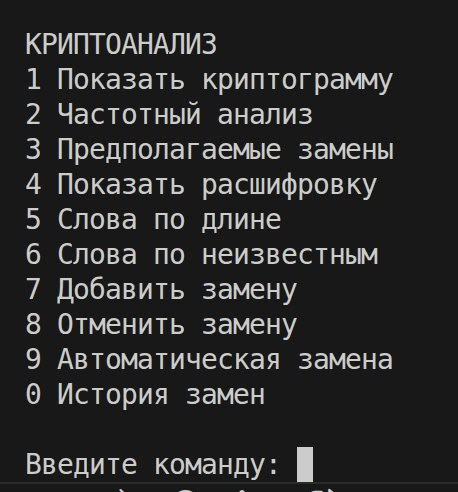 КРИПТОАНАЛИЗ
1 Показать криптограмму
2 Частотный анализ
3 Предполагаемые замены
4 Показать расшифровку
5 Слова по длине
6 Слова по неизвестным
7 Добавить замену
8 Отменить замену
9 Автоматическая замена
0 История замен
Введите команду: